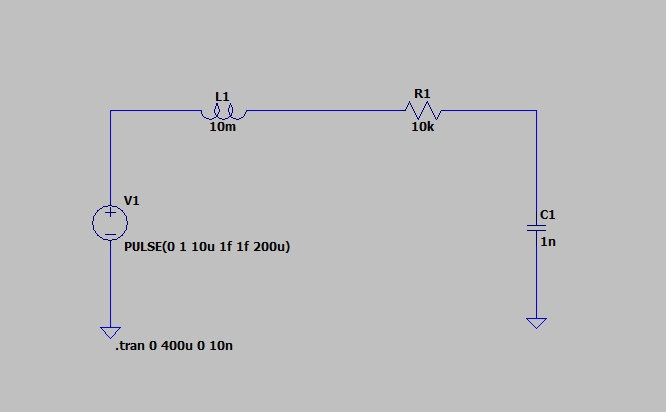 L1
10m
R1
10k
V1
PULSE(0 1 10u 1f 1f 200u)
C1
1n
.tran 0 400u 0 10n